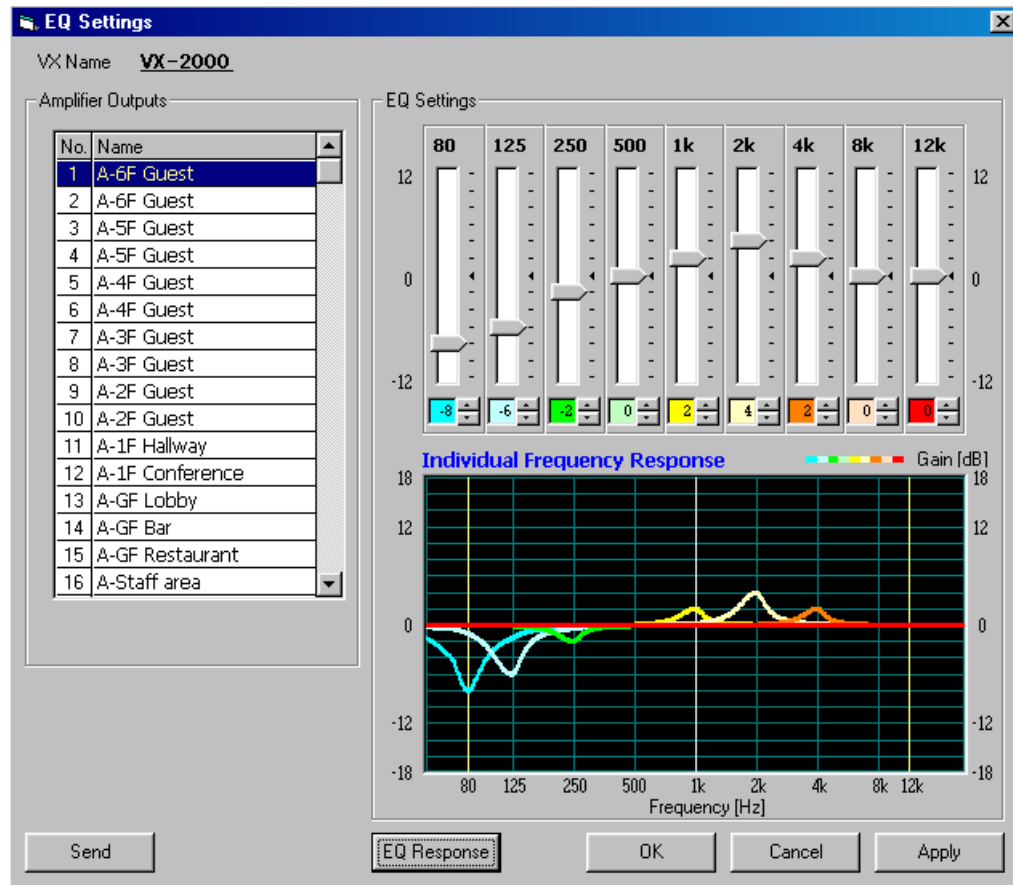 EQ Settings
VX Name VX-2000
Amplifier Outputs
No. Name
1 A-6F Guest
2 A-6F Guest
3 A-5F Guest
4 A-5F Guest
5 A-4F Guest
6 A-4F Guest
7 A-3F Guest
8 A-3F Guest
9 A-2F Guest
10 A-2F Guest
11 A-1F Hallway
12 A-1F Conference
13 A-GF Lobby
14 A-GF Bar
15 A-GF Restaurant
16 A-Staff area
EQ Settings
80 125 250 500 1k 2k 4k 8k 12k
12 12
0 0
-12 -12
-8 -6 -2 0 2 4 2 0 0
Individual Frequency Response Gain [dB]
18 18
12 12
0 0
-12 -12
-18 -18
80 125 250 500 1k 2k 4k 8k 12k
Frequency [Hz]
Send EQ Response OK Cancel Apply